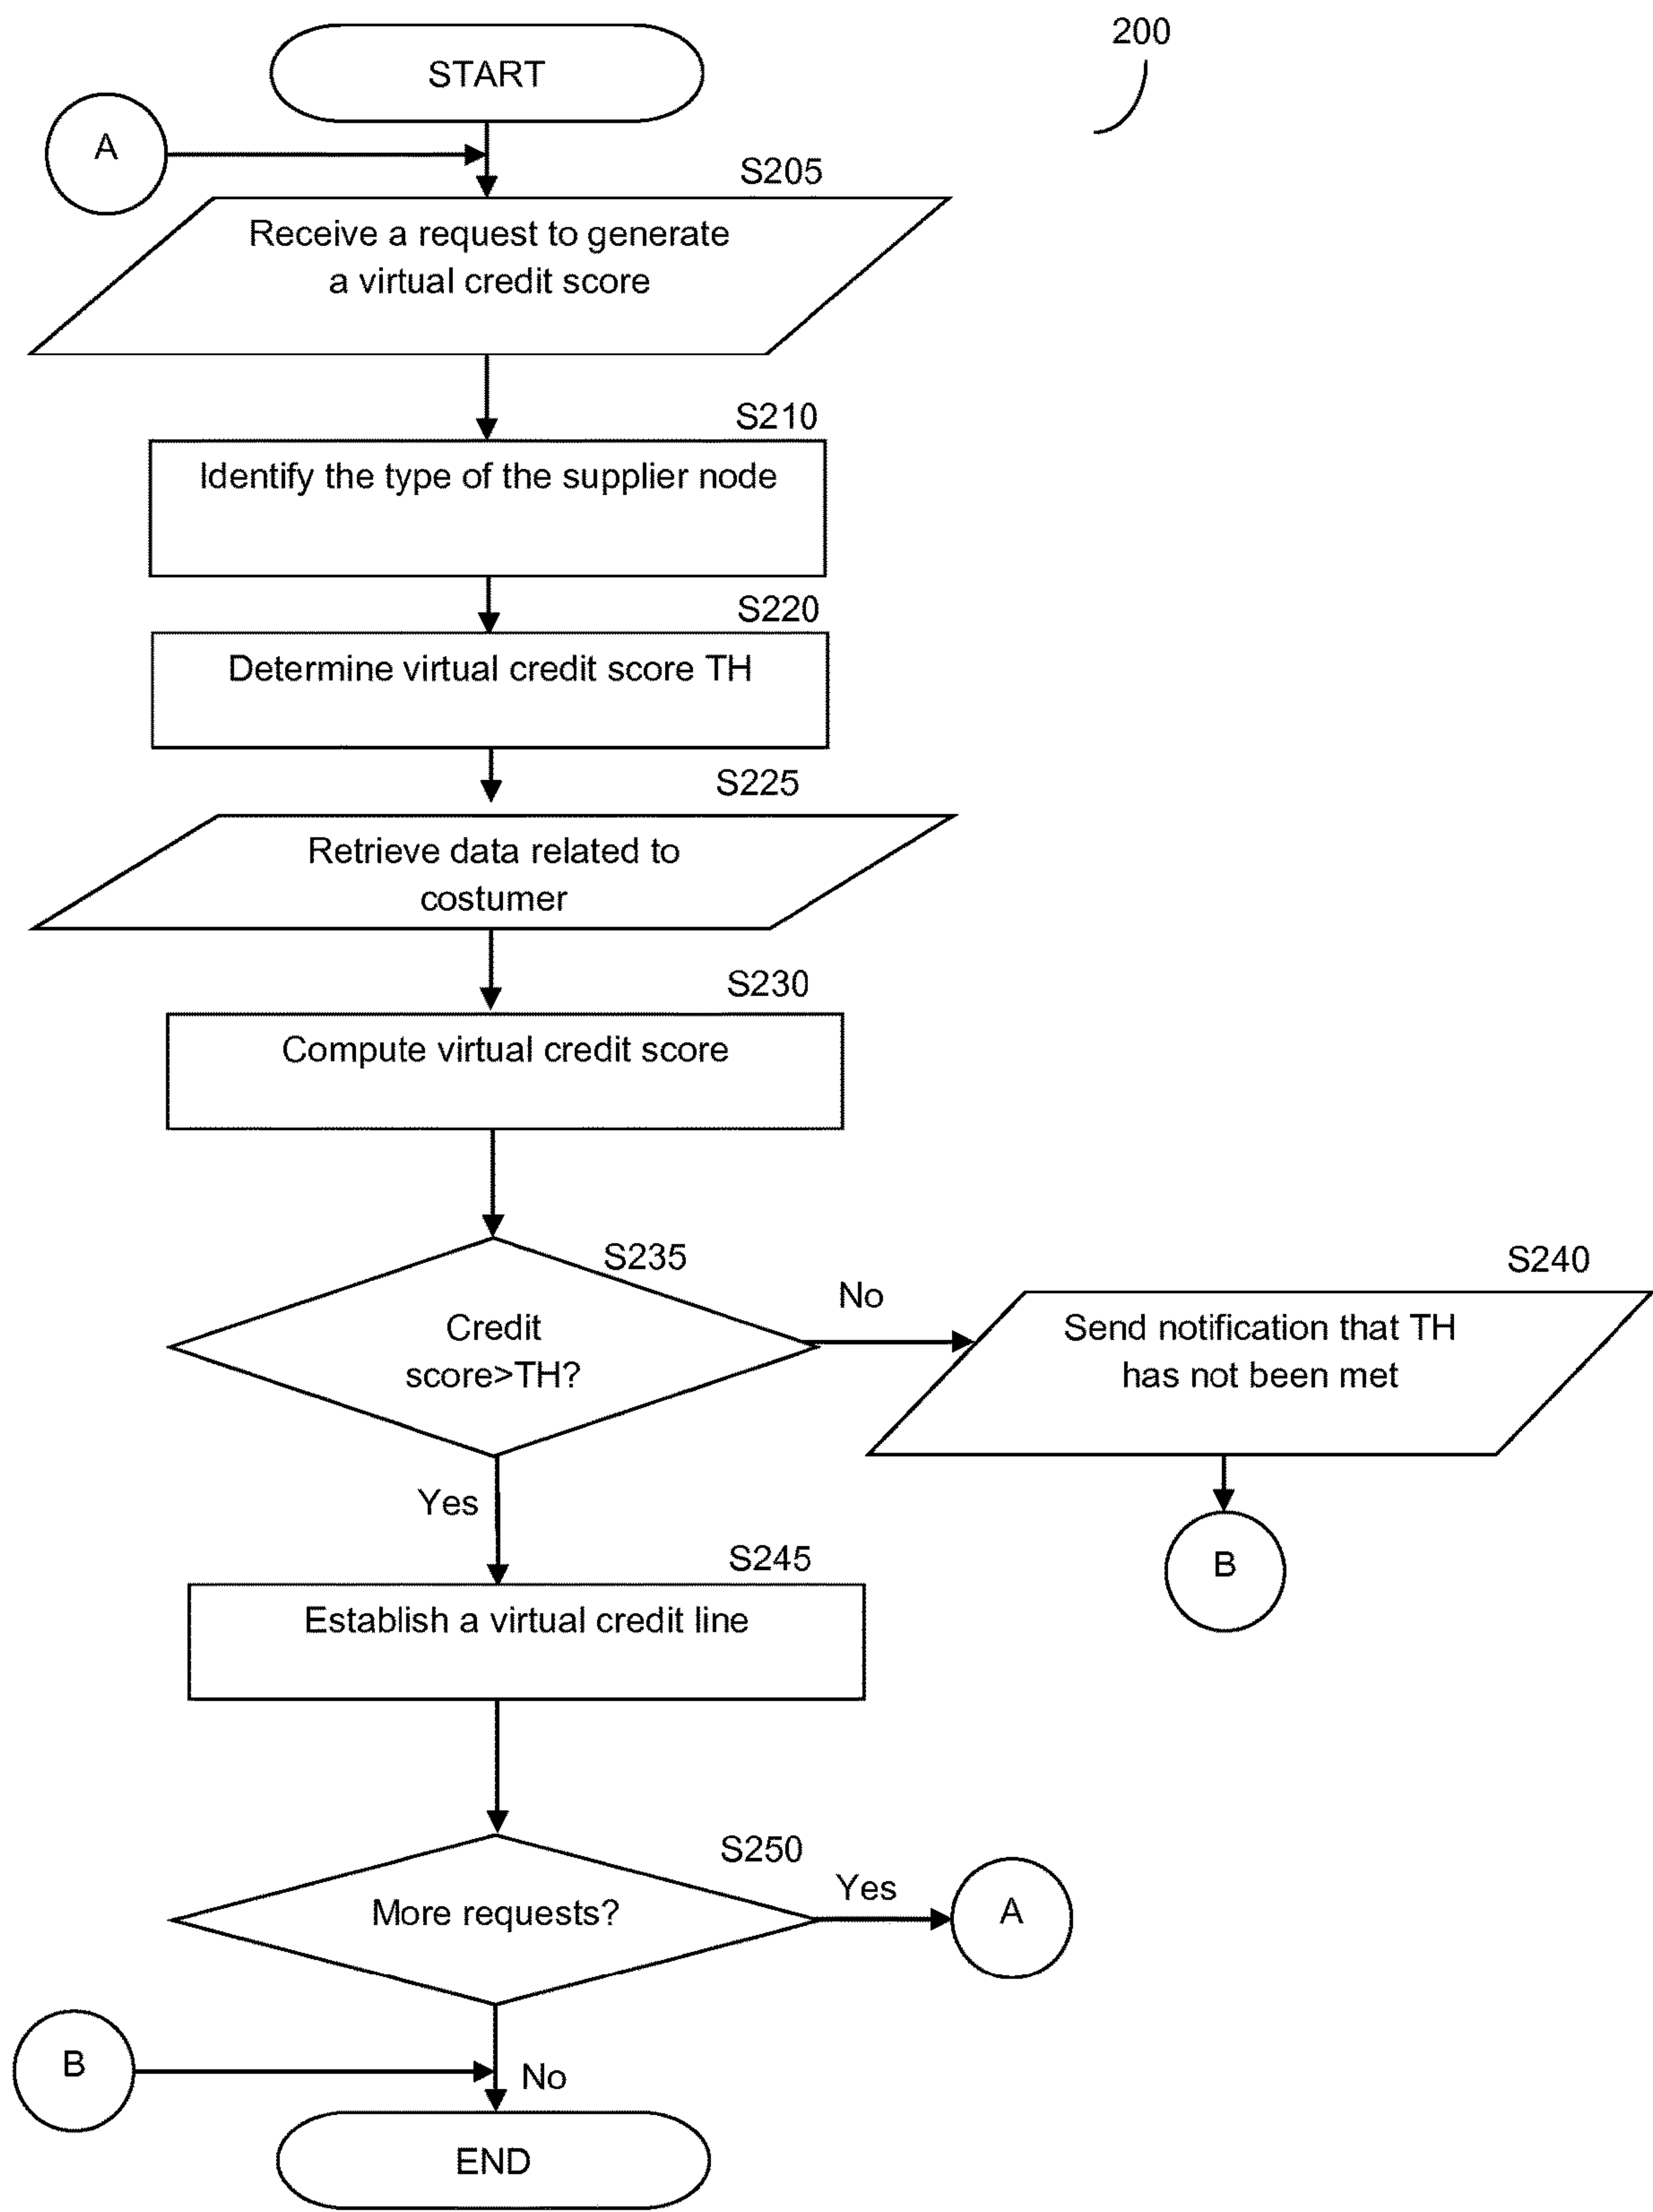 200
START
A
S205
Receive a request to generate
a virtual credit score
S210
Identify the type of the supplier node
S220
Determine virtual credit score TH
S225
Retrieve data related to
costumer
S230
Compute virtual credit score
S235
Credit
score>TH?
No
S240
Send notification that TH
has not been met
B
Yes
S245
Establish a virtual credit line
S250
More requests?
Yes
A
B
No
END